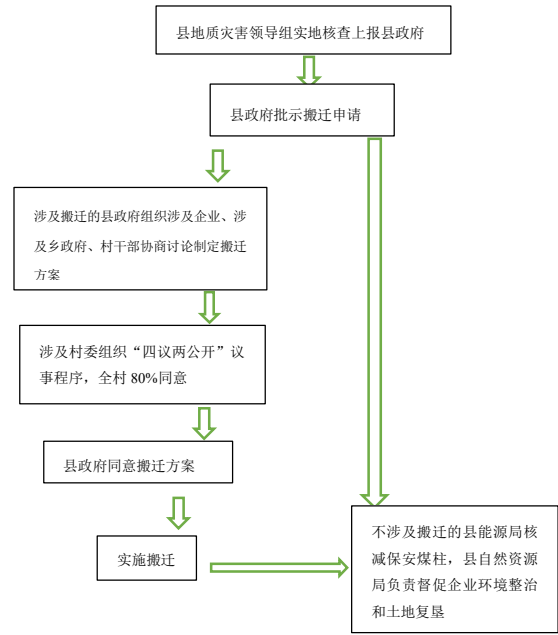 县地质灾害领导组实地核查上报县政府
县政府批示搬迁申请
涉及搬迁的县政府组织涉及企业、涉
及乡政府、村干部协商讨论制定搬迁
方案
涉及村委组织“四议两公开”议
事程序，全村 80%同意
县政府同意搬迁方案
实施搬迁
不涉及搬迁的县能源局核
减保安煤柱，县自然资源
局负责督促企业环境整治
和土地复垦